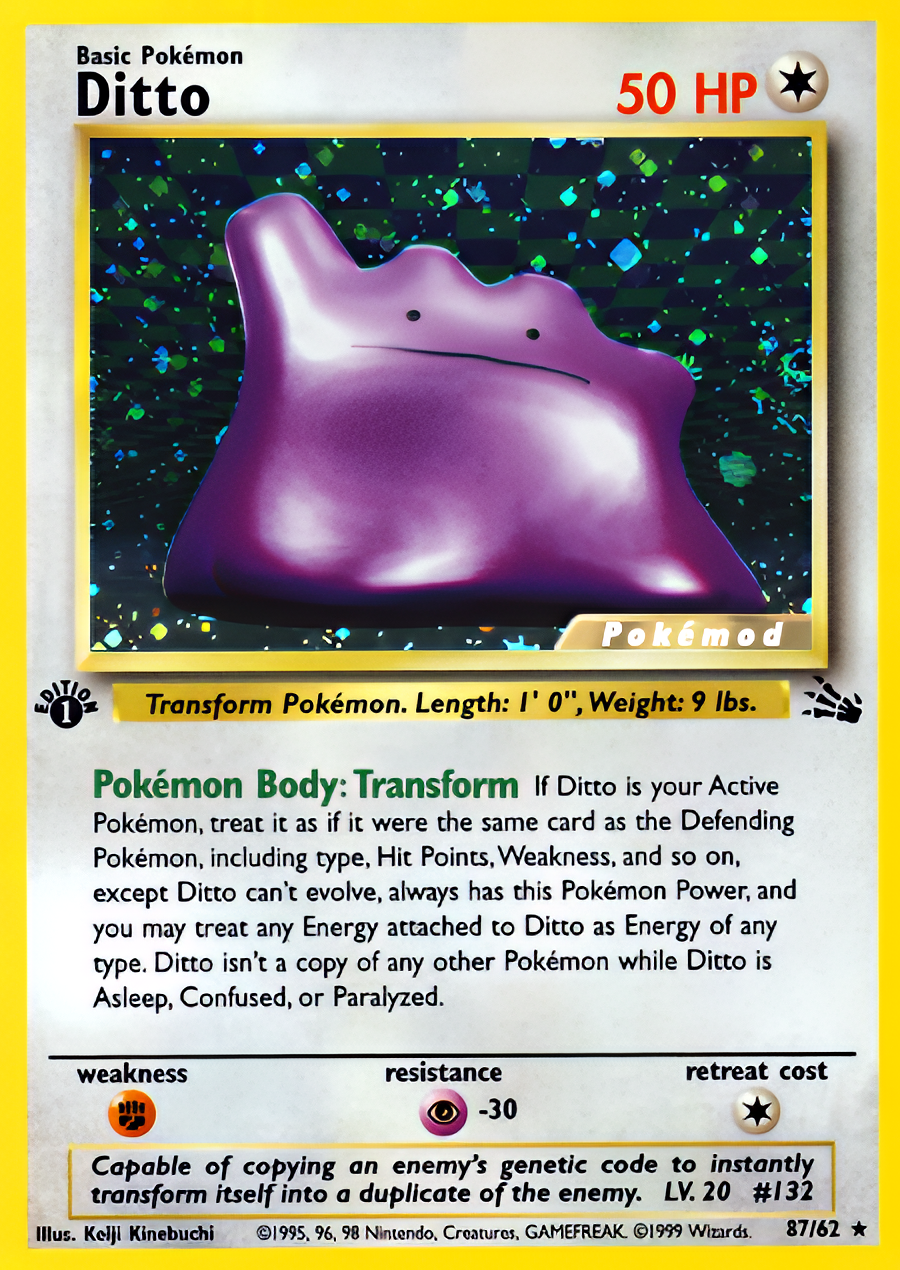 Basic Pokémon
Ditto
50 HP
Pokémod
EDITION
1
Transform Pokémon. Length: 1' 0", Weight: 9 lbs.
Pokémon Body: Transform If Ditto is your Active
Pokémon, treat it as if it were the same card as the Defending
Pokémon, including type, Hit Points, Weakness, and so on,
except Ditto can't evolve, always has this Pokémon Power, and
you may treat any Energy attached to Ditto as Energy of any
type. Ditto isn't a copy of any other Pokémon while Ditto is
Asleep, Confused, or Paralyzed.
weakness
resistance
retreat cost
-30
Capable of copying an enemy's genetic code to instantly
transform itself into a duplicate of the enemy. LV. 20 #132
Illus. Keiji Kinebuchi
©1995, 96, 98 Nintendo, Creatures, GAMEFREAK. ©1999 Wizards.
87/62